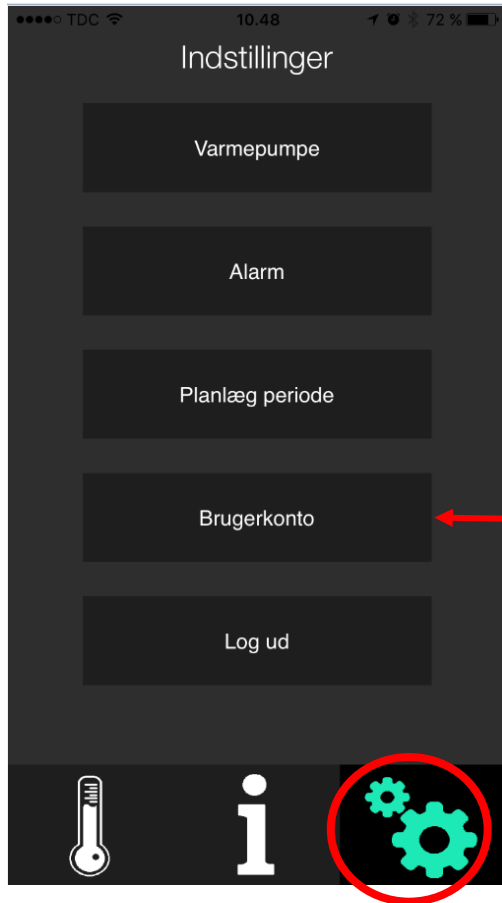 TDC 10.48 72 %
Indstillinger
Varmepumpe
Alarm
Planlæg periode
Brugerkonto
Log ud